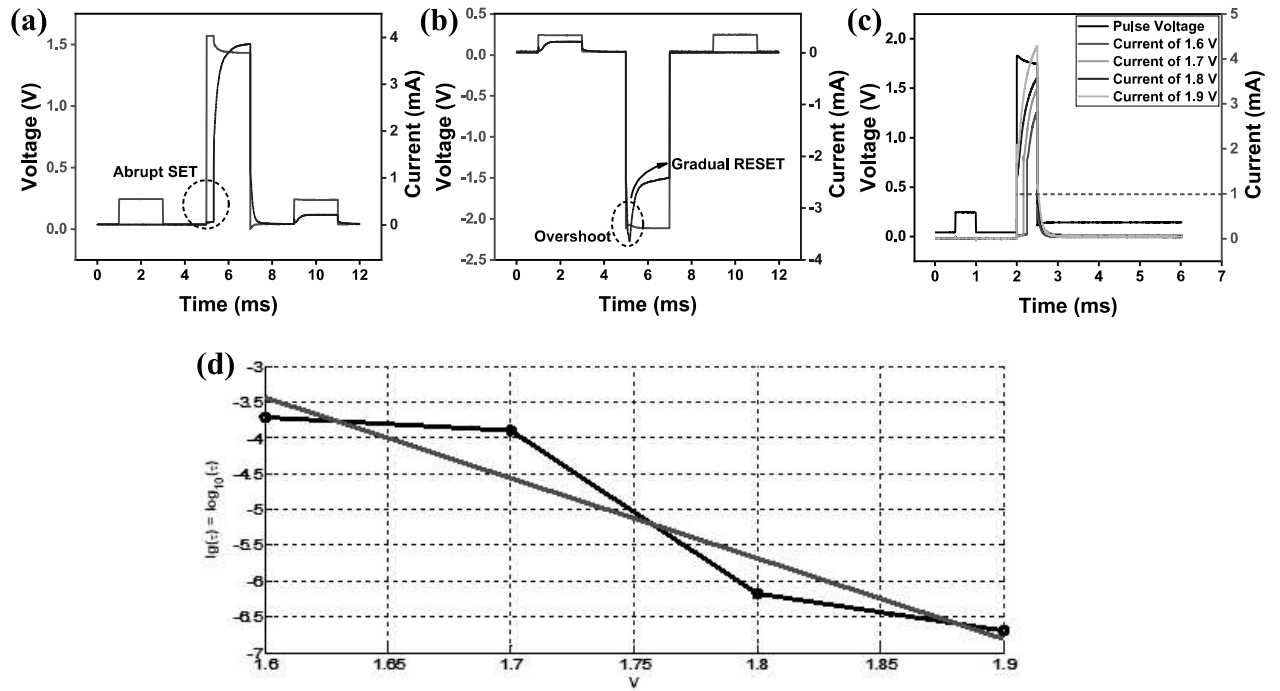 (a)
Voltage (V)
1.5
1.0
0.5
0.0
Abrupt SET
4
3
2
1
0
Current (mA)
0 2 4 6 8 10 12
Time (ms)
(b)
Voltage (V)
0.5
0.0
-0.5
-1.0
-1.5
-2.0
-2.5
Gradual RESET
Overshoot
0
-1
-2
-3
-4
Current (mA)
0 2 4 6 8 10 12
Time (ms)
(c)
Voltage (V)
2.0
1.5
1.0
0.5
0.0
Pulse Voltage
Current of 1.6 V
Current of 1.7 V
Current of 1.8 V
Current of 1.9 V
5
4
3
2
1
0
Current (mA)
0 1 2 3 4 5 6 7
Time (ms)
(d)
-3
-3.5
-4
-4.5
-5
-5.5
-6
-6.5
-7
1.6 1.65 1.7 1.75 1.8 1.85 1.9
V